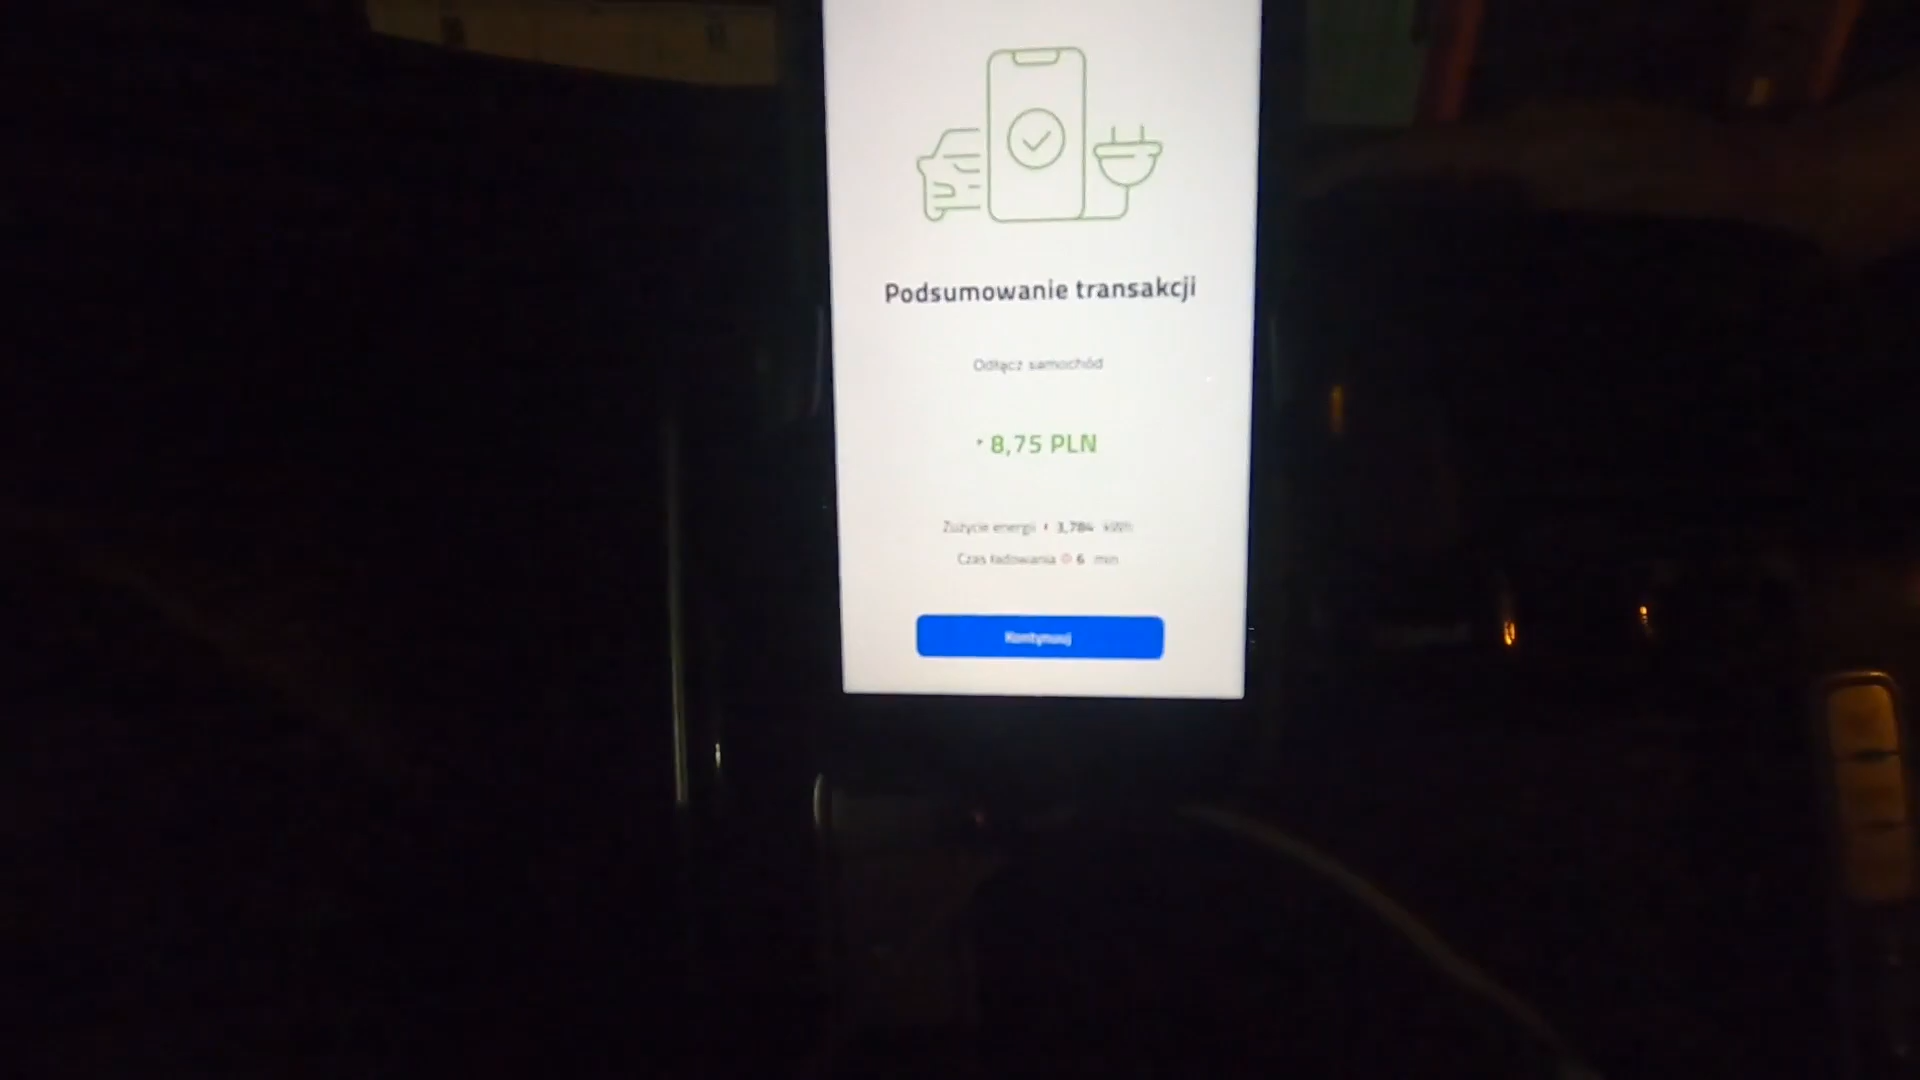 Podsumowanie transakcji
Odłącz samochód
8,75 PLN
Zużycie energii 3,784 kWh
Czas ładowania 6 min
Kontynuuj